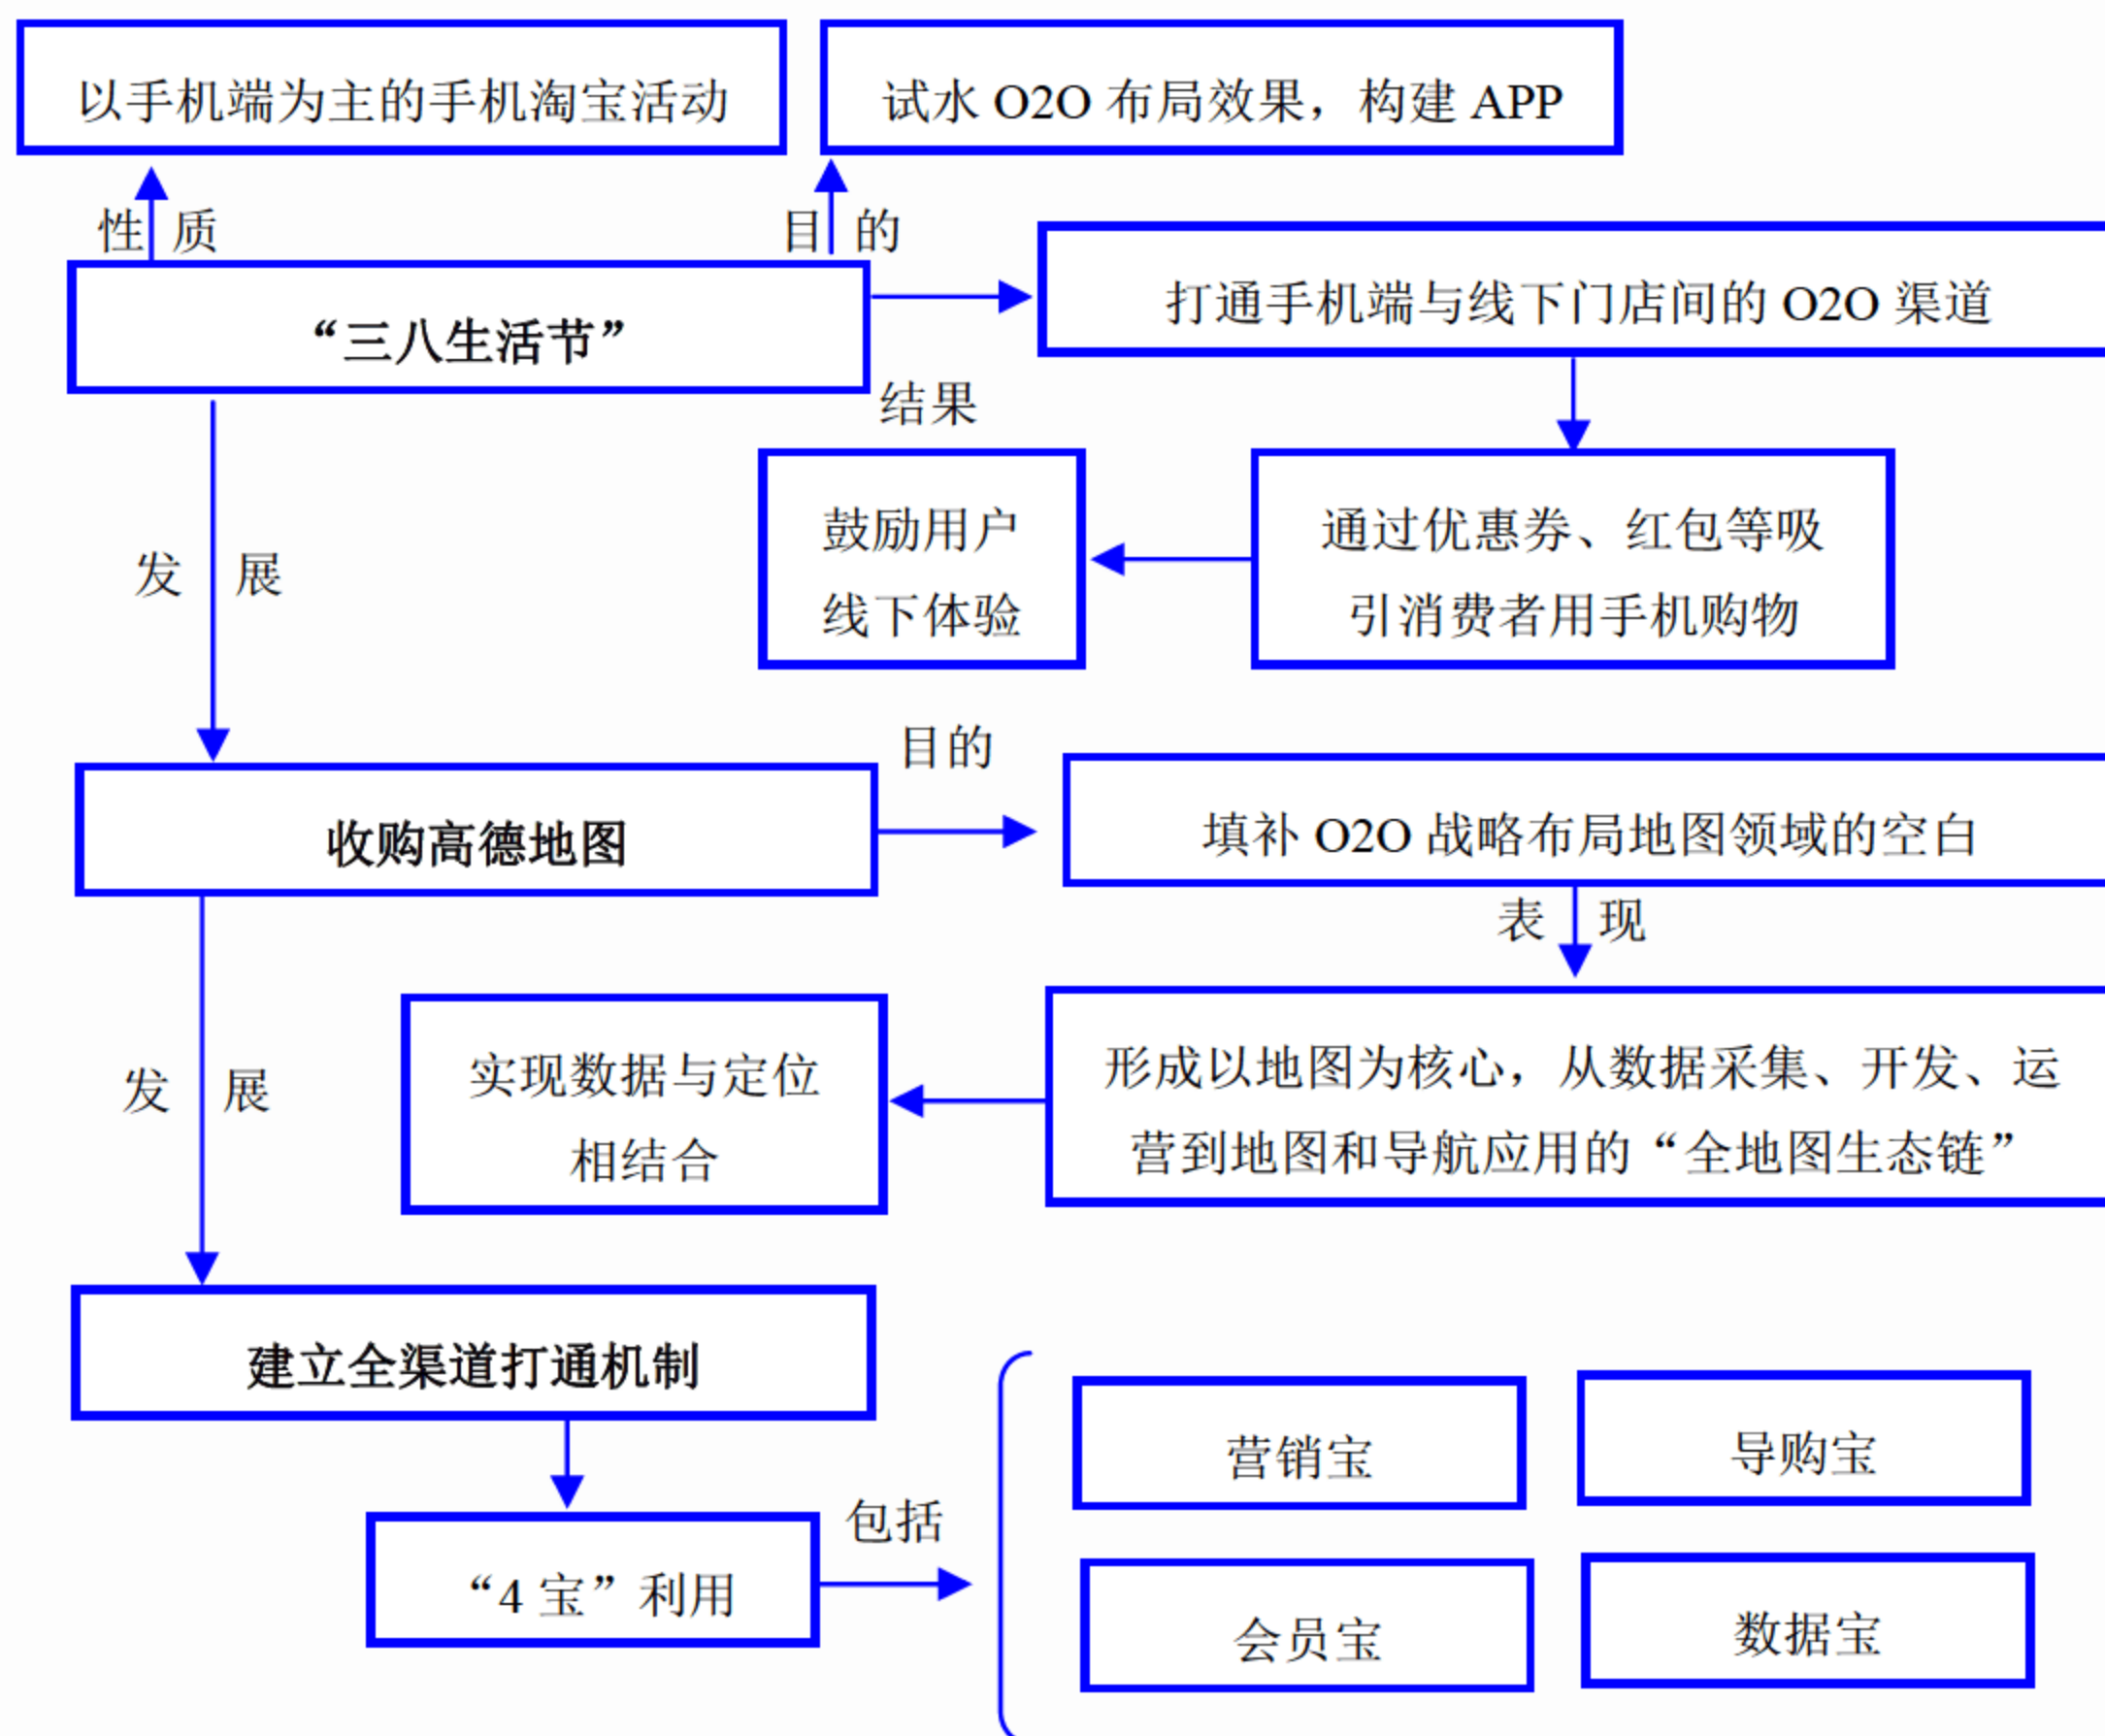 以手机端为主的手机淘宝活动
试水 O2O 布局效果，构建 APP
性 质
目 的
“三八生活节”
打通手机端与线下门店间的 O2O 渠道
结果
鼓励用户
线下体验
通过优惠券、红包等吸
引消费者用手机购物
发 展
目的
收购高德地图
填补 O2O 战略布局地图领域的空白
表 现
实现数据与定位
相结合
形成以地图为核心，从数据采集、开发、运
营到地图和导航应用的“全地图生态链”
发 展
建立全渠道打通机制
“4 宝”利用
包括
营销宝
导购宝
会员宝
数据宝